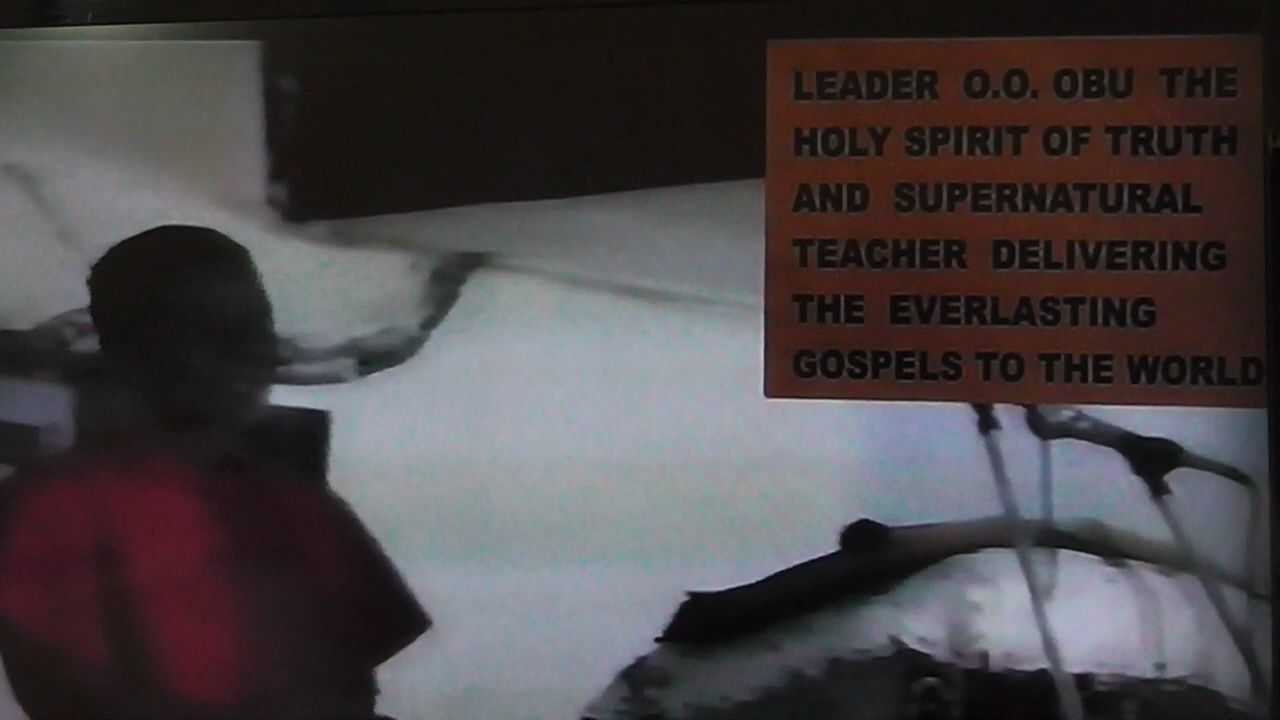 LEADER O.O. OBU THE
HOLY SPIRIT OF TRUTH
AND SUPERNATURAL
TEACHER DELIVERING
THE EVERLASTING
GOSPELS TO THE WORLD